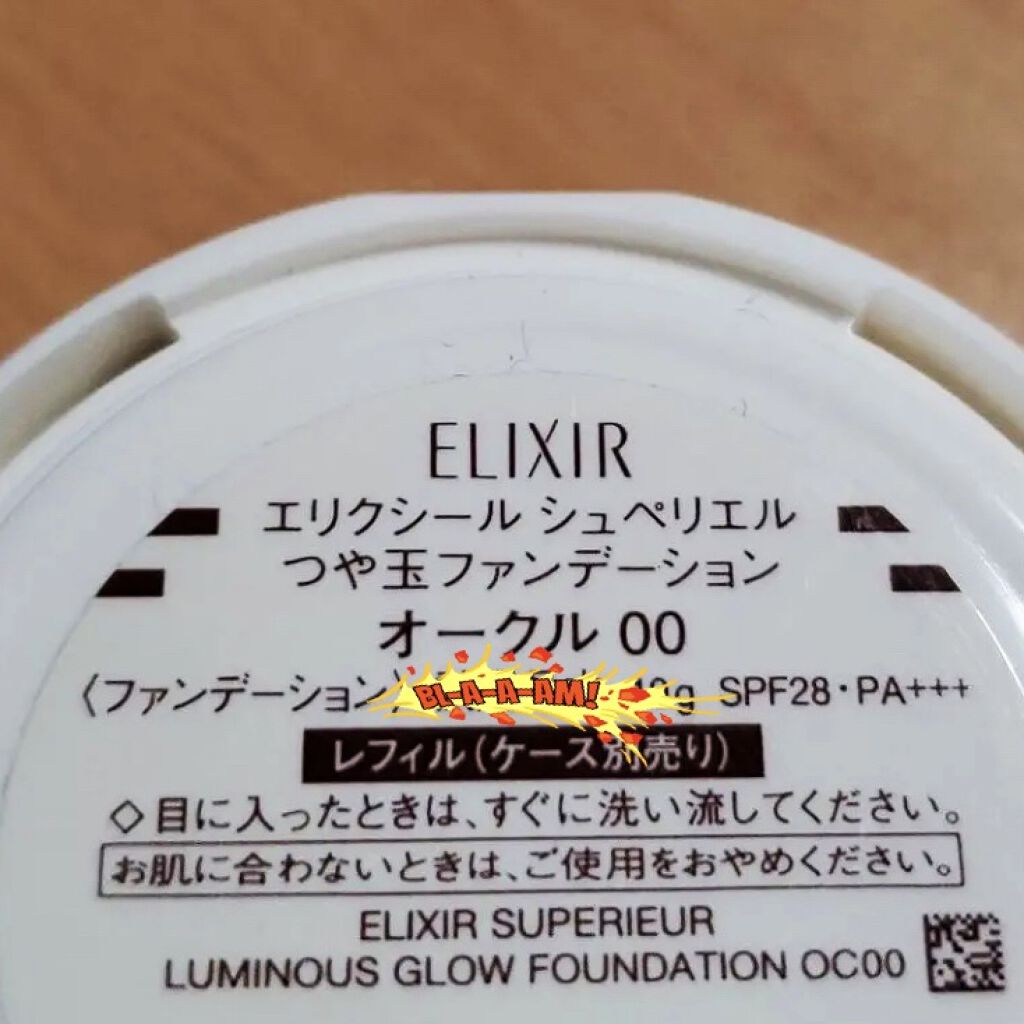 ELIXIR
エリクシール シュペリエル
つや玉ファンデーション
オークル 00
〈ファンデーション〉 BL-A-A-AM! SPF28・PA+++
レフィル(ケース別売り)
◇目に入ったときは、すぐに洗い流してください。
お肌に合わないときは、ご使用をおやめください。
ELIXIR SUPERIEUR
LUMINOUS GLOW FOUNDATION OC00